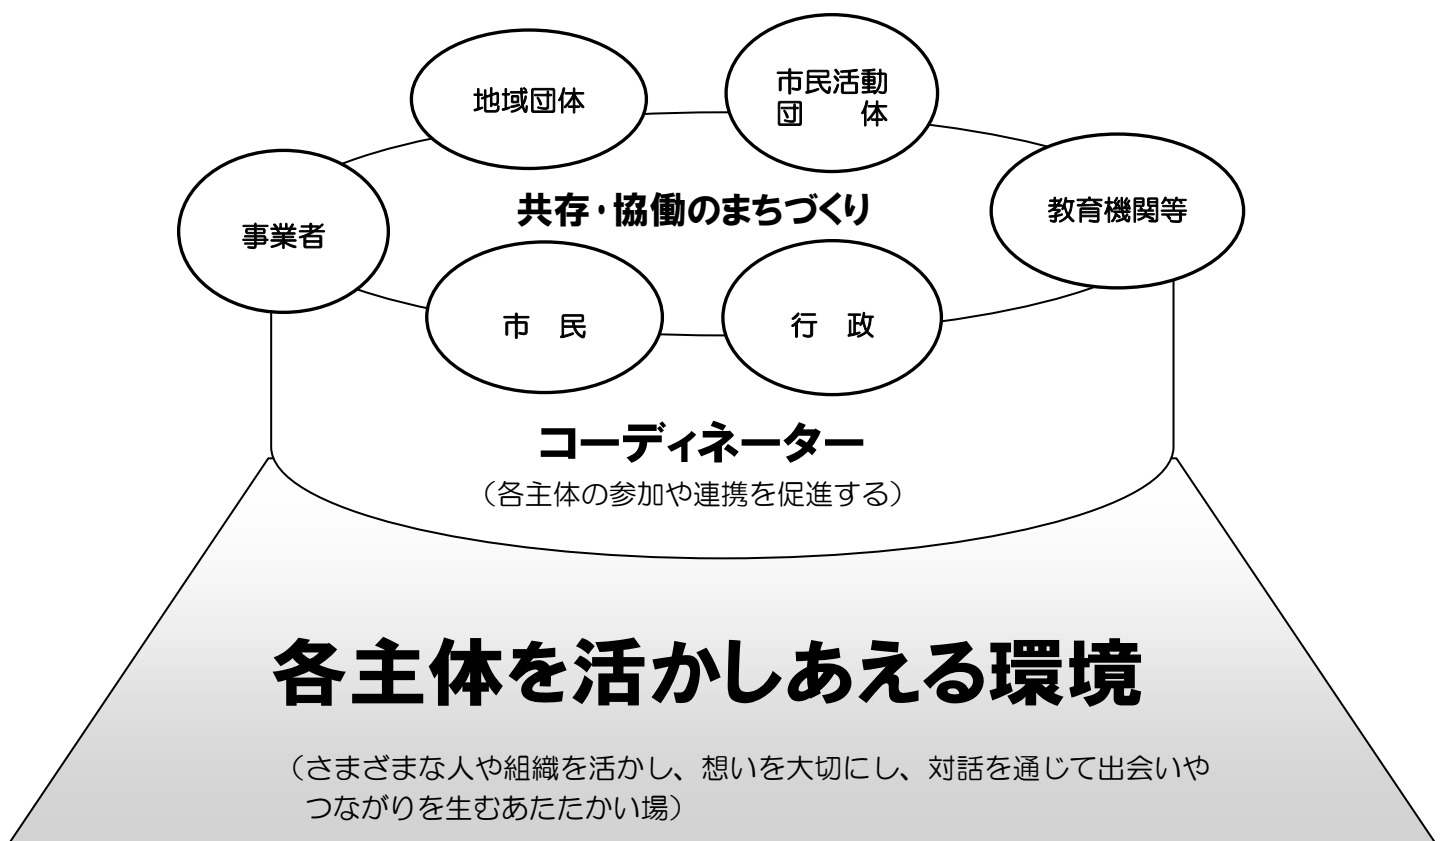 地域団体
市民活動
団　　体
事業者
教育機関等
共存・協働のまちづくり
市　民
行　政
コーディネーター
（各主体の参加や連携を促進する）
各主体を活かしあえる環境
（さまざまな人や組織を活かし、想いを大切にし、対話を通じて出会いや
つながりを生むあたたかい場）